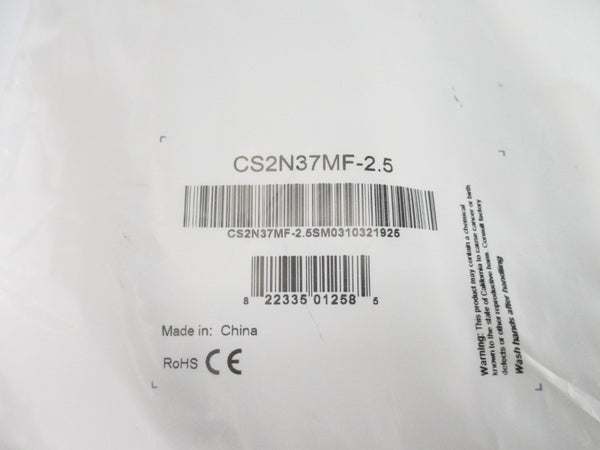 CS2N37MF-2.5
CS2N37MF-2.5SM0310321925
8 22335 01258 5
Made in: China
RoHS CE
Warning: This product may contain a chemical
known to the state of California to cause cancer or birth
defects or other reproductive harm. Consult factory
Wash hands after handling